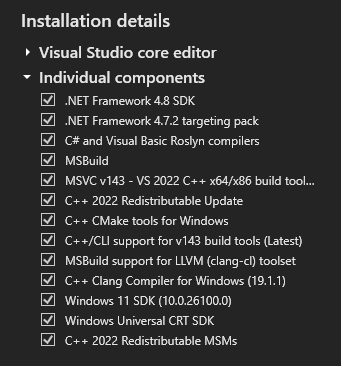 Installation details
Visual Studio core editor
Individual components
.NET Framework 4.8 SDK
.NET Framework 4.7.2 targeting pack
C# and Visual Basic Roslyn compilers
MSBuild
MSVC v143 - VS 2022 C++ x64/x86 build tool...
C++ 2022 Redistributable Update
C++ CMake tools for Windows
C++/CLI support for v143 build tools (Latest)
MSBuild support for LLVM (clang-cl) toolset
C++ Clang Compiler for Windows (19.1.1)
Windows 11 SDK (10.0.26100.0)
Windows Universal CRT SDK
C++ 2022 Redistributable MSMs